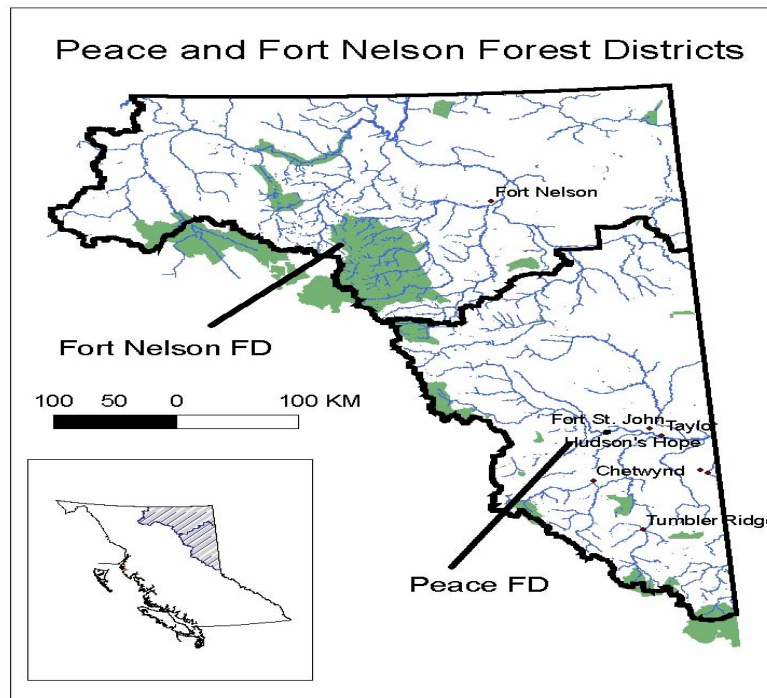 Peace and Fort Nelson Forest Districts
Fort Nelson
Fort Nelson FD
100 50 0 100 KM
Fort St. John
Taylor
Hudson's Hope
Chetwynd
Tumbler Ridge
Peace FD